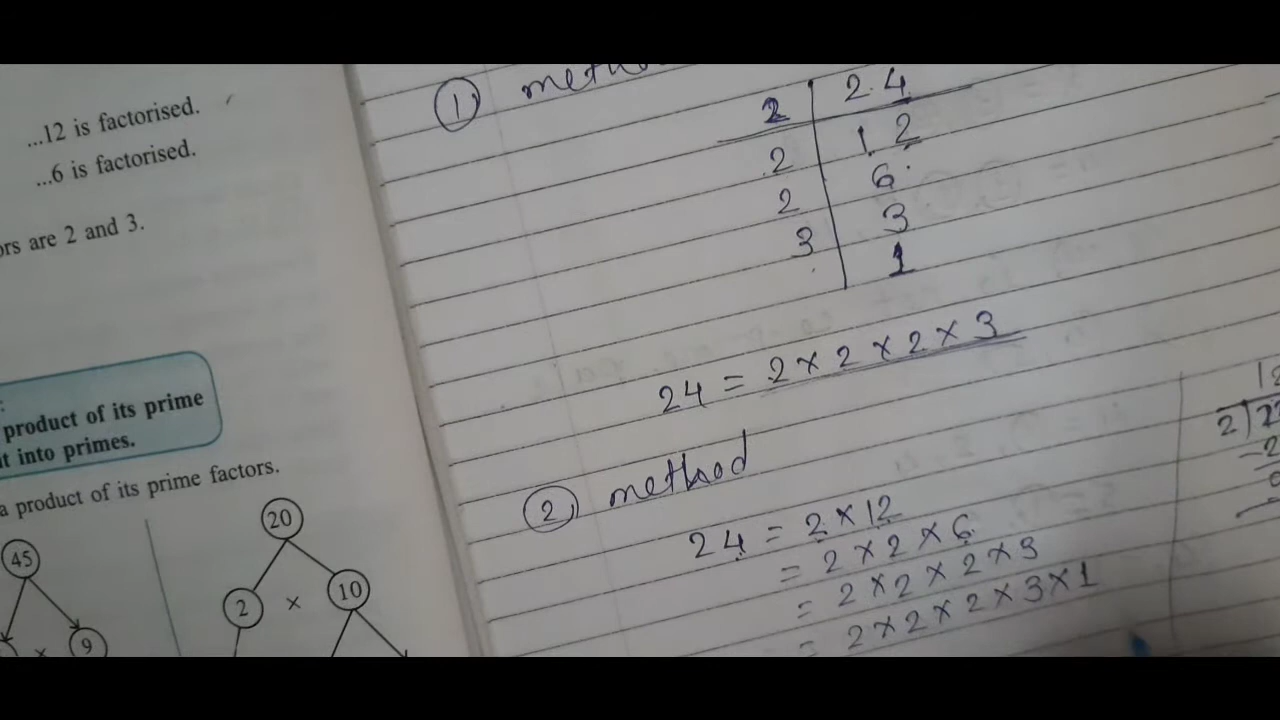 ...12 is factorised.
...6 is factorised.
ors are 2 and 3.
product of its prime
into primes.
a product of its prime factors.
45
9
20
2 × 10
1) 
2 | 24
2 | 12
2 | 6
3 | 3
1
24 = 2 × 2 × 2 × 3
2) method
24 = 2 × 12
= 2 × 2 × 6
= 2 × 2 × 2 × 3
= 2 × 2 × 2 × 3 × 1
12
2
-2